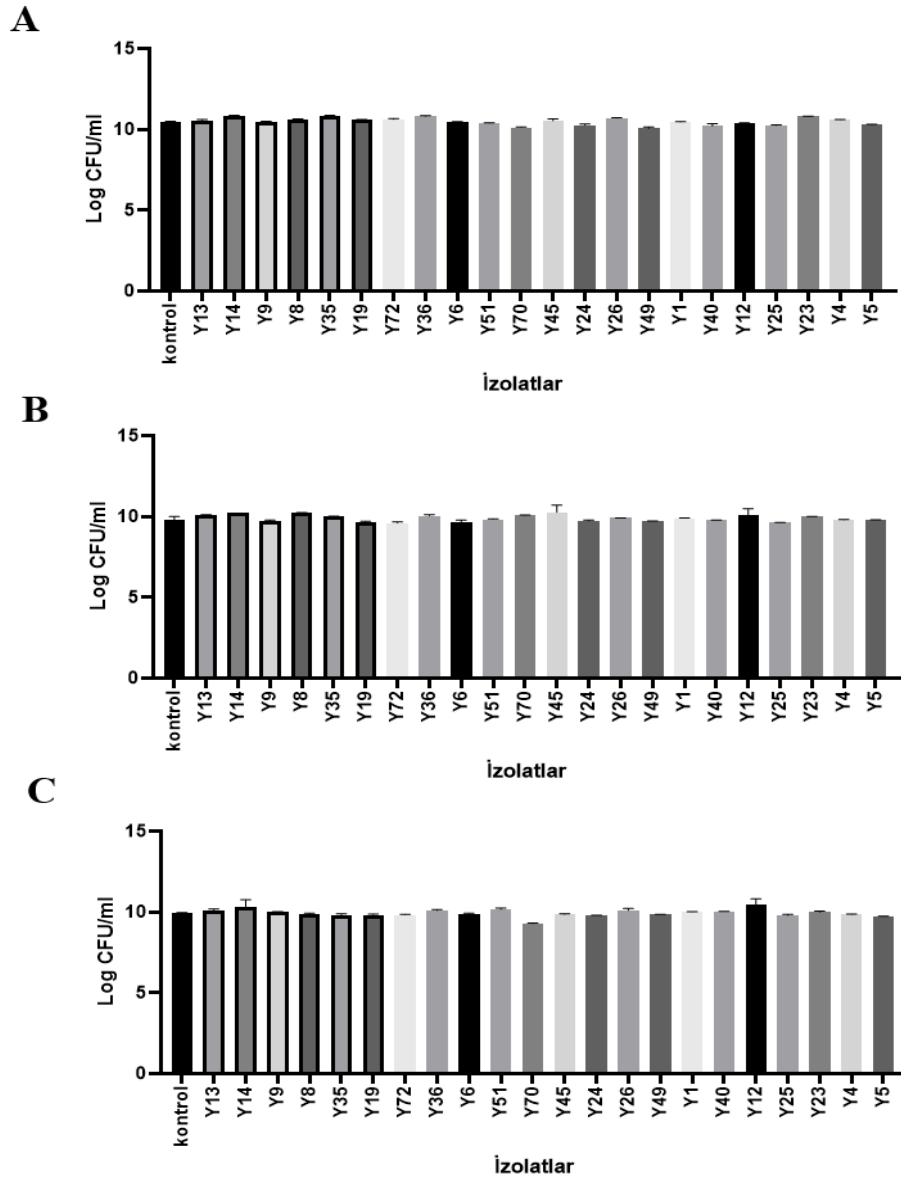 A
15
10
5
0
Log CFU/ml
kontrol
Y13
Y14
Y9
Y8
Y35
Y19
Y72
Y36
Y6
Y51
Y70
Y45
Y24
Y26
Y49
Y1
Y40
Y12
Y25
Y23
Y4
Y5
İzolatlar
B
15
10
5
0
Log CFU/ml
kontrol
Y13
Y14
Y9
Y8
Y35
Y19
Y72
Y36
Y6
Y51
Y70
Y45
Y24
Y26
Y49
Y1
Y40
Y12
Y25
Y23
Y4
Y5
İzolatlar
C
15
10
5
0
Log CFU/ml
kontrol
Y13
Y14
Y9
Y8
Y35
Y19
Y72
Y36
Y6
Y51
Y70
Y45
Y24
Y26
Y49
Y1
Y40
Y12
Y25
Y23
Y4
Y5
İzolatlar